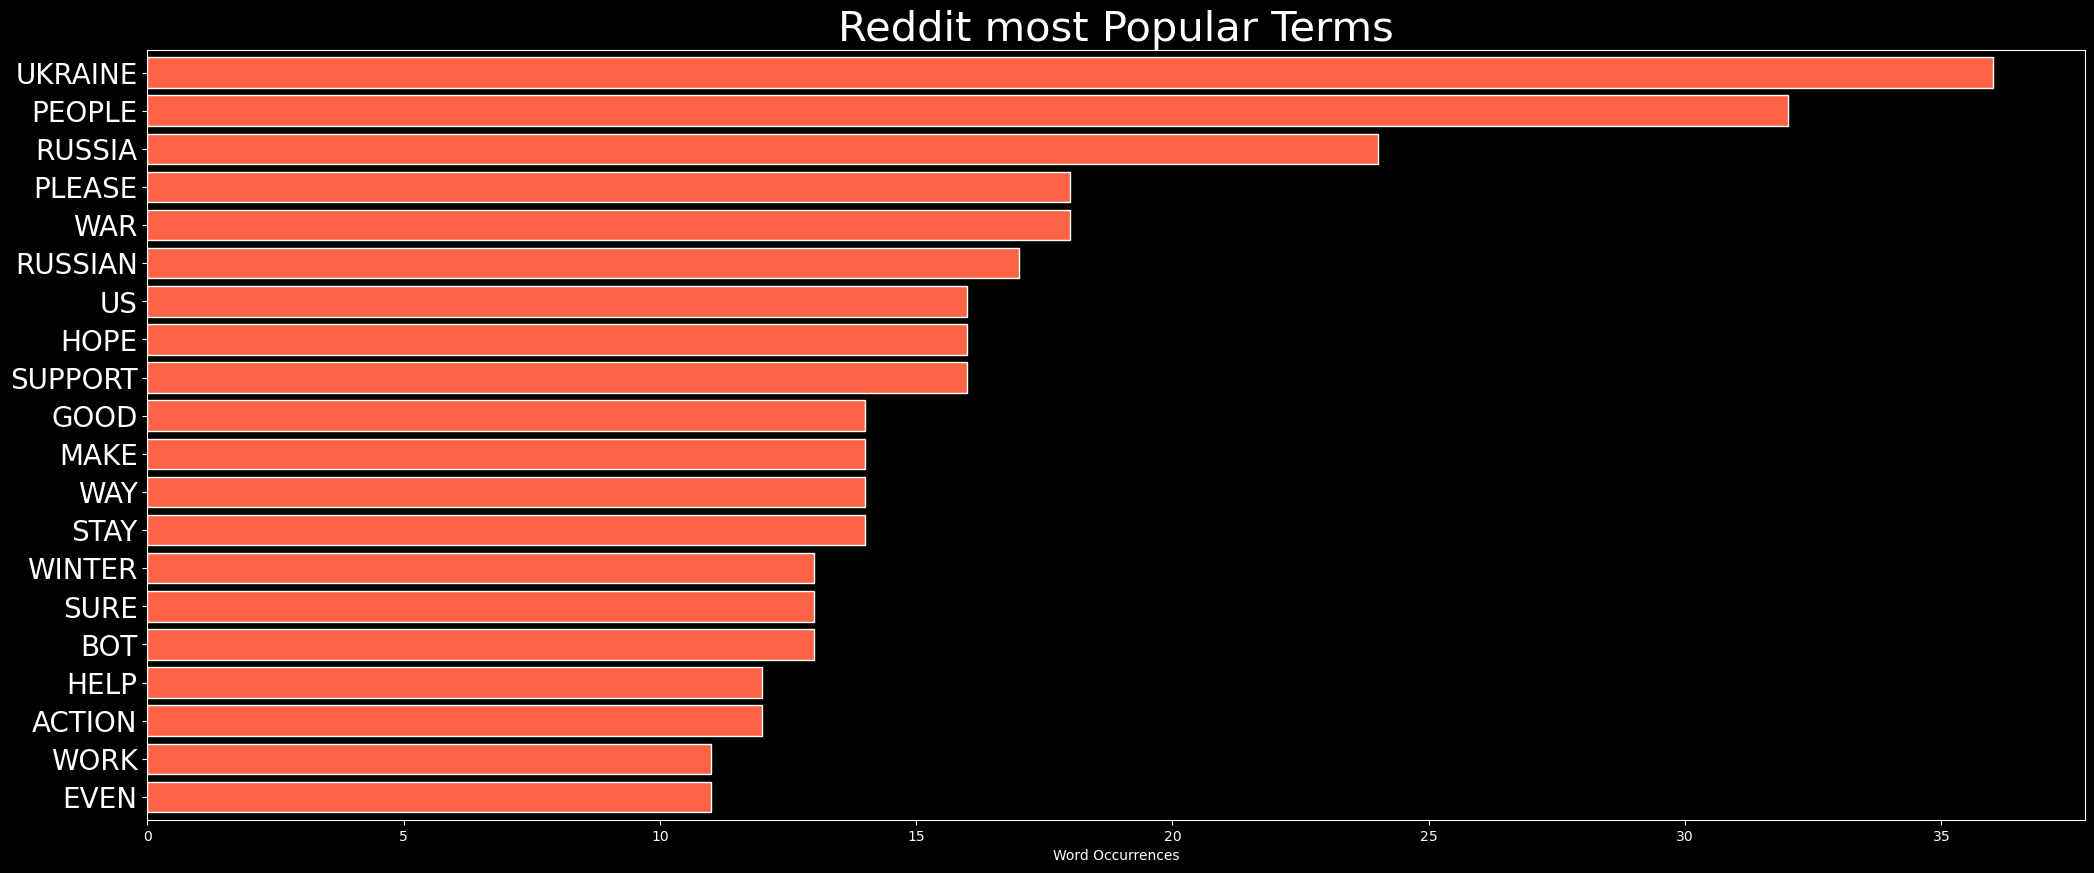 Reddit most Popular Terms
UKRAINE
PEOPLE
RUSSIA
PLEASE
WAR
RUSSIAN
US
HOPE
SUPPORT
GOOD
MAKE
WAY
STAY
WINTER
SURE
BOT
HELP
ACTION
WORK
EVEN
0 5 10 15 20 25 30 35
Word Occurrences